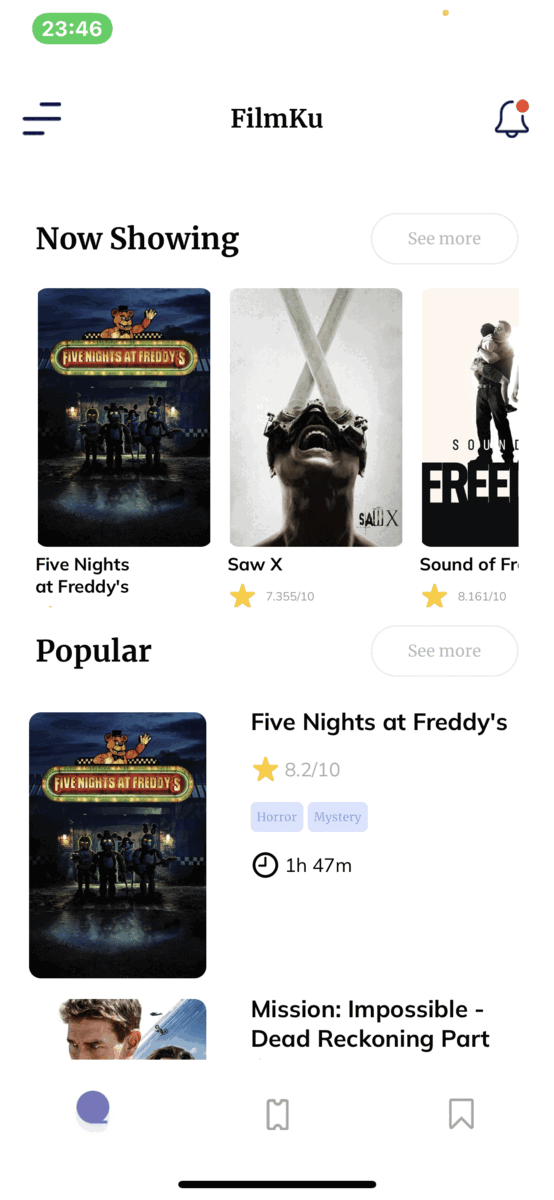 23:46
FilmKu
Now Showing
See more
FIVE NIGHTS AT FREDDY'S
SAW X
SOUND
FREE
Five Nights
at Freddy's
Saw X
Sound of Fr
7.355/10
8.161/10
Popular
See more
FIVE NIGHTS AT FREDDY'S
Five Nights at Freddy's
8.2/10
Horror
Mystery
1h 47m
Mission: Impossible -
Dead Reckoning Part